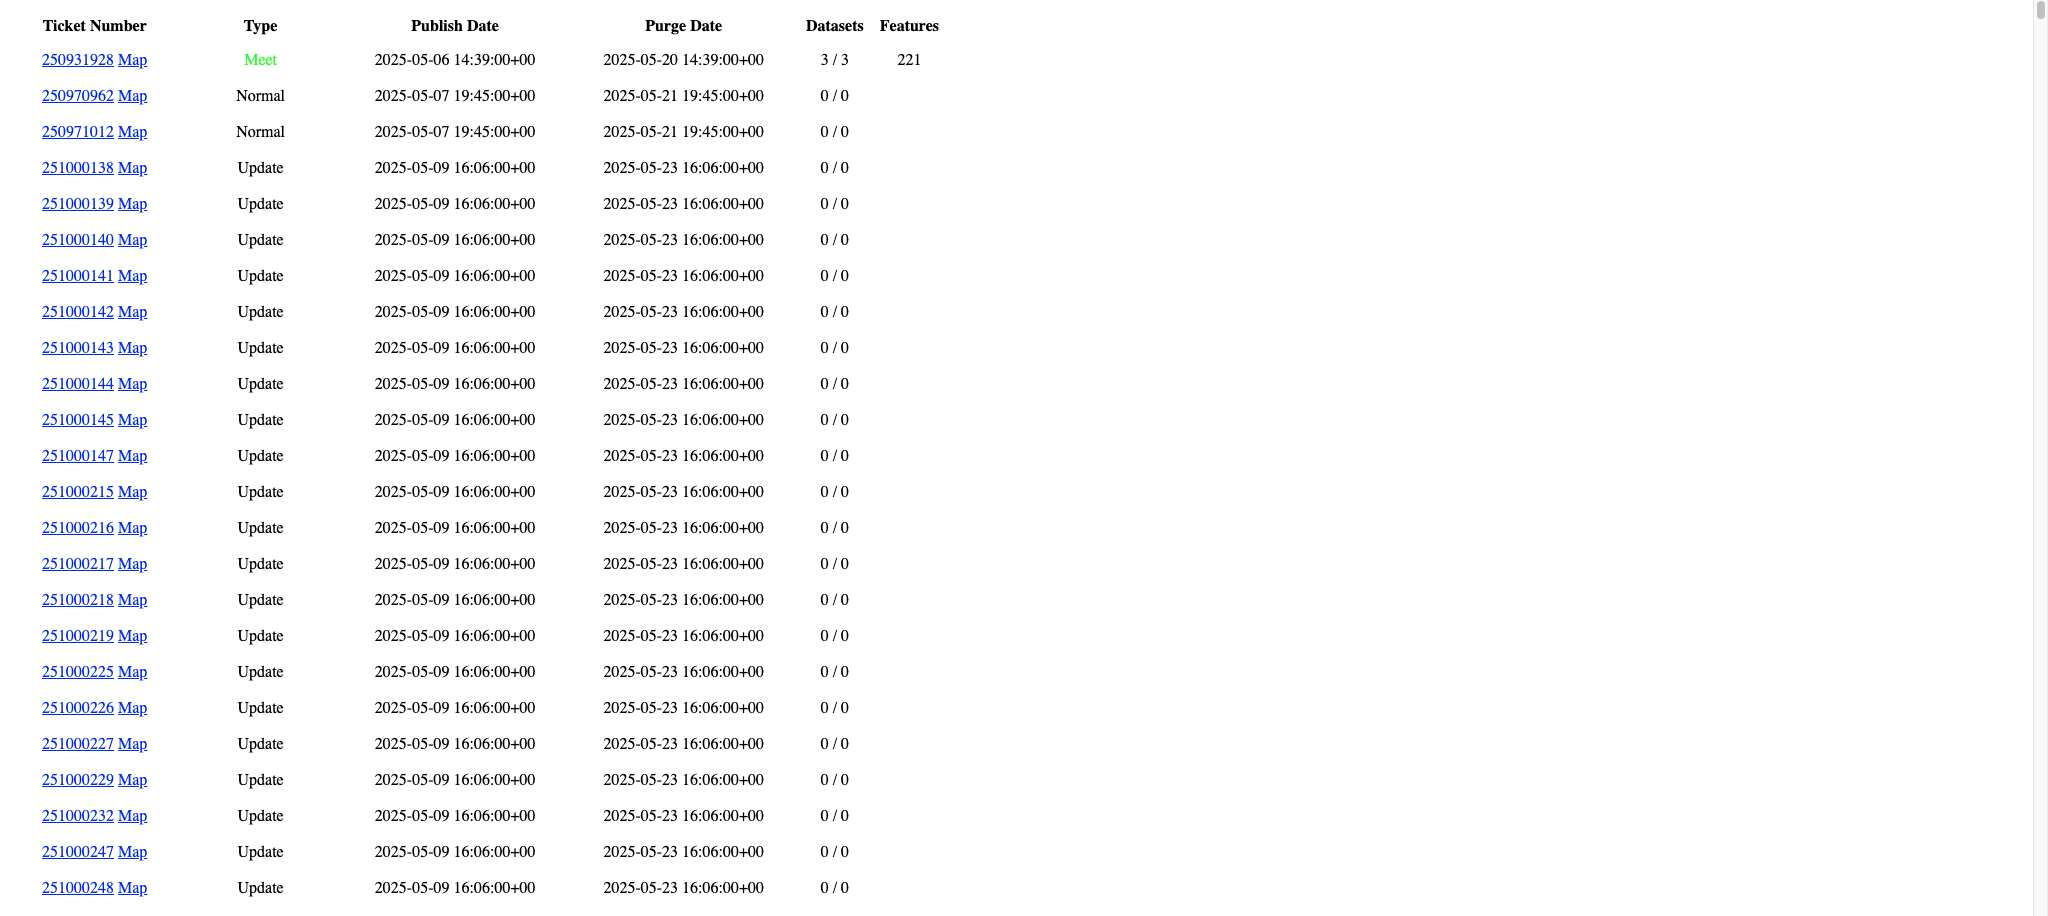 Ticket Number Type Publish Date Purge Date Datasets Features
250931928 Map Meet 2025-05-06 14:39:00+00 2025-05-20 14:39:00+00 3 / 3 221
250970962 Map Normal 2025-05-07 19:45:00+00 2025-05-21 19:45:00+00 0 / 0
250971012 Map Normal 2025-05-07 19:45:00+00 2025-05-21 19:45:00+00 0 / 0
251000138 Map Update 2025-05-09 16:06:00+00 2025-05-23 16:06:00+00 0 / 0
251000139 Map Update 2025-05-09 16:06:00+00 2025-05-23 16:06:00+00 0 / 0
251000140 Map Update 2025-05-09 16:06:00+00 2025-05-23 16:06:00+00 0 / 0
251000141 Map Update 2025-05-09 16:06:00+00 2025-05-23 16:06:00+00 0 / 0
251000142 Map Update 2025-05-09 16:06:00+00 2025-05-23 16:06:00+00 0 / 0
251000143 Map Update 2025-05-09 16:06:00+00 2025-05-23 16:06:00+00 0 / 0
251000144 Map Update 2025-05-09 16:06:00+00 2025-05-23 16:06:00+00 0 / 0
251000145 Map Update 2025-05-09 16:06:00+00 2025-05-23 16:06:00+00 0 / 0
251000147 Map Update 2025-05-09 16:06:00+00 2025-05-23 16:06:00+00 0 / 0
251000215 Map Update 2025-05-09 16:06:00+00 2025-05-23 16:06:00+00 0 / 0
251000216 Map Update 2025-05-09 16:06:00+00 2025-05-23 16:06:00+00 0 / 0
251000217 Map Update 2025-05-09 16:06:00+00 2025-05-23 16:06:00+00 0 / 0
251000218 Map Update 2025-05-09 16:06:00+00 2025-05-23 16:06:00+00 0 / 0
251000219 Map Update 2025-05-09 16:06:00+00 2025-05-23 16:06:00+00 0 / 0
251000225 Map Update 2025-05-09 16:06:00+00 2025-05-23 16:06:00+00 0 / 0
251000226 Map Update 2025-05-09 16:06:00+00 2025-05-23 16:06:00+00 0 / 0
251000227 Map Update 2025-05-09 16:06:00+00 2025-05-23 16:06:00+00 0 / 0
251000229 Map Update 2025-05-09 16:06:00+00 2025-05-23 16:06:00+00 0 / 0
251000232 Map Update 2025-05-09 16:06:00+00 2025-05-23 16:06:00+00 0 / 0
251000247 Map Update 2025-05-09 16:06:00+00 2025-05-23 16:06:00+00 0 / 0
251000248 Map Update 2025-05-09 16:06:00+00 2025-05-23 16:06:00+00 0 / 0